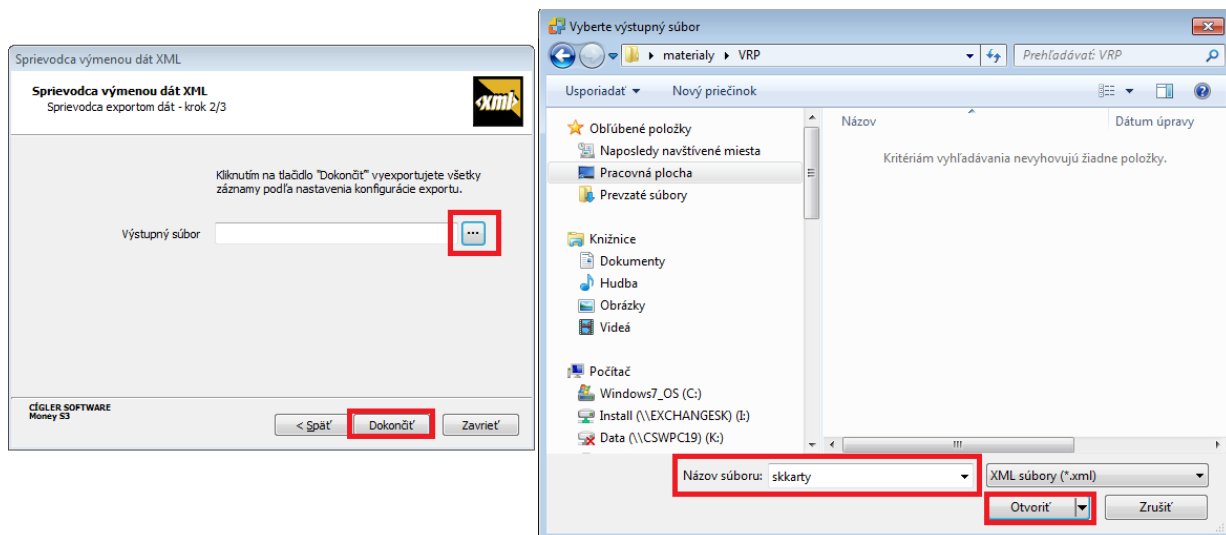 Sprievodca výmenou dát XML
Sprievodca výmenou dát XML
Sprievodca exportom dát - krok 2/3
<xml>
Kliknutím na tlačidlo "Dokončiť" vyexportujete všetky
záznamy podľa nastavenia konfigurácie exportu.
Výstupný súbor
...
CÍGLER SOFTWARE
Money S3
< Späť
Dokončiť
Zavrieť
Vyberte výstupný súbor
materialy
VRP
Prehľadávať: VRP
Usporiadať
Nový priečinok
Obľúbené položky
Naposledy navštívené miesta
Pracovná plocha
Prevzaté súbory
Knižnice
Dokumenty
Hudba
Obrázky
Videá
Počítač
Windows7_OS (C:)
Install (\\EXCHANGESK) (I:)
Data (\\CSWPC19) (K:)
Názov
Dátum úpravy
Kritériám vyhľadávania nevyhovujú žiadne položky.
Názov súboru: skkarty
XML súbory (*.xml)
Otvoriť
Zrušiť